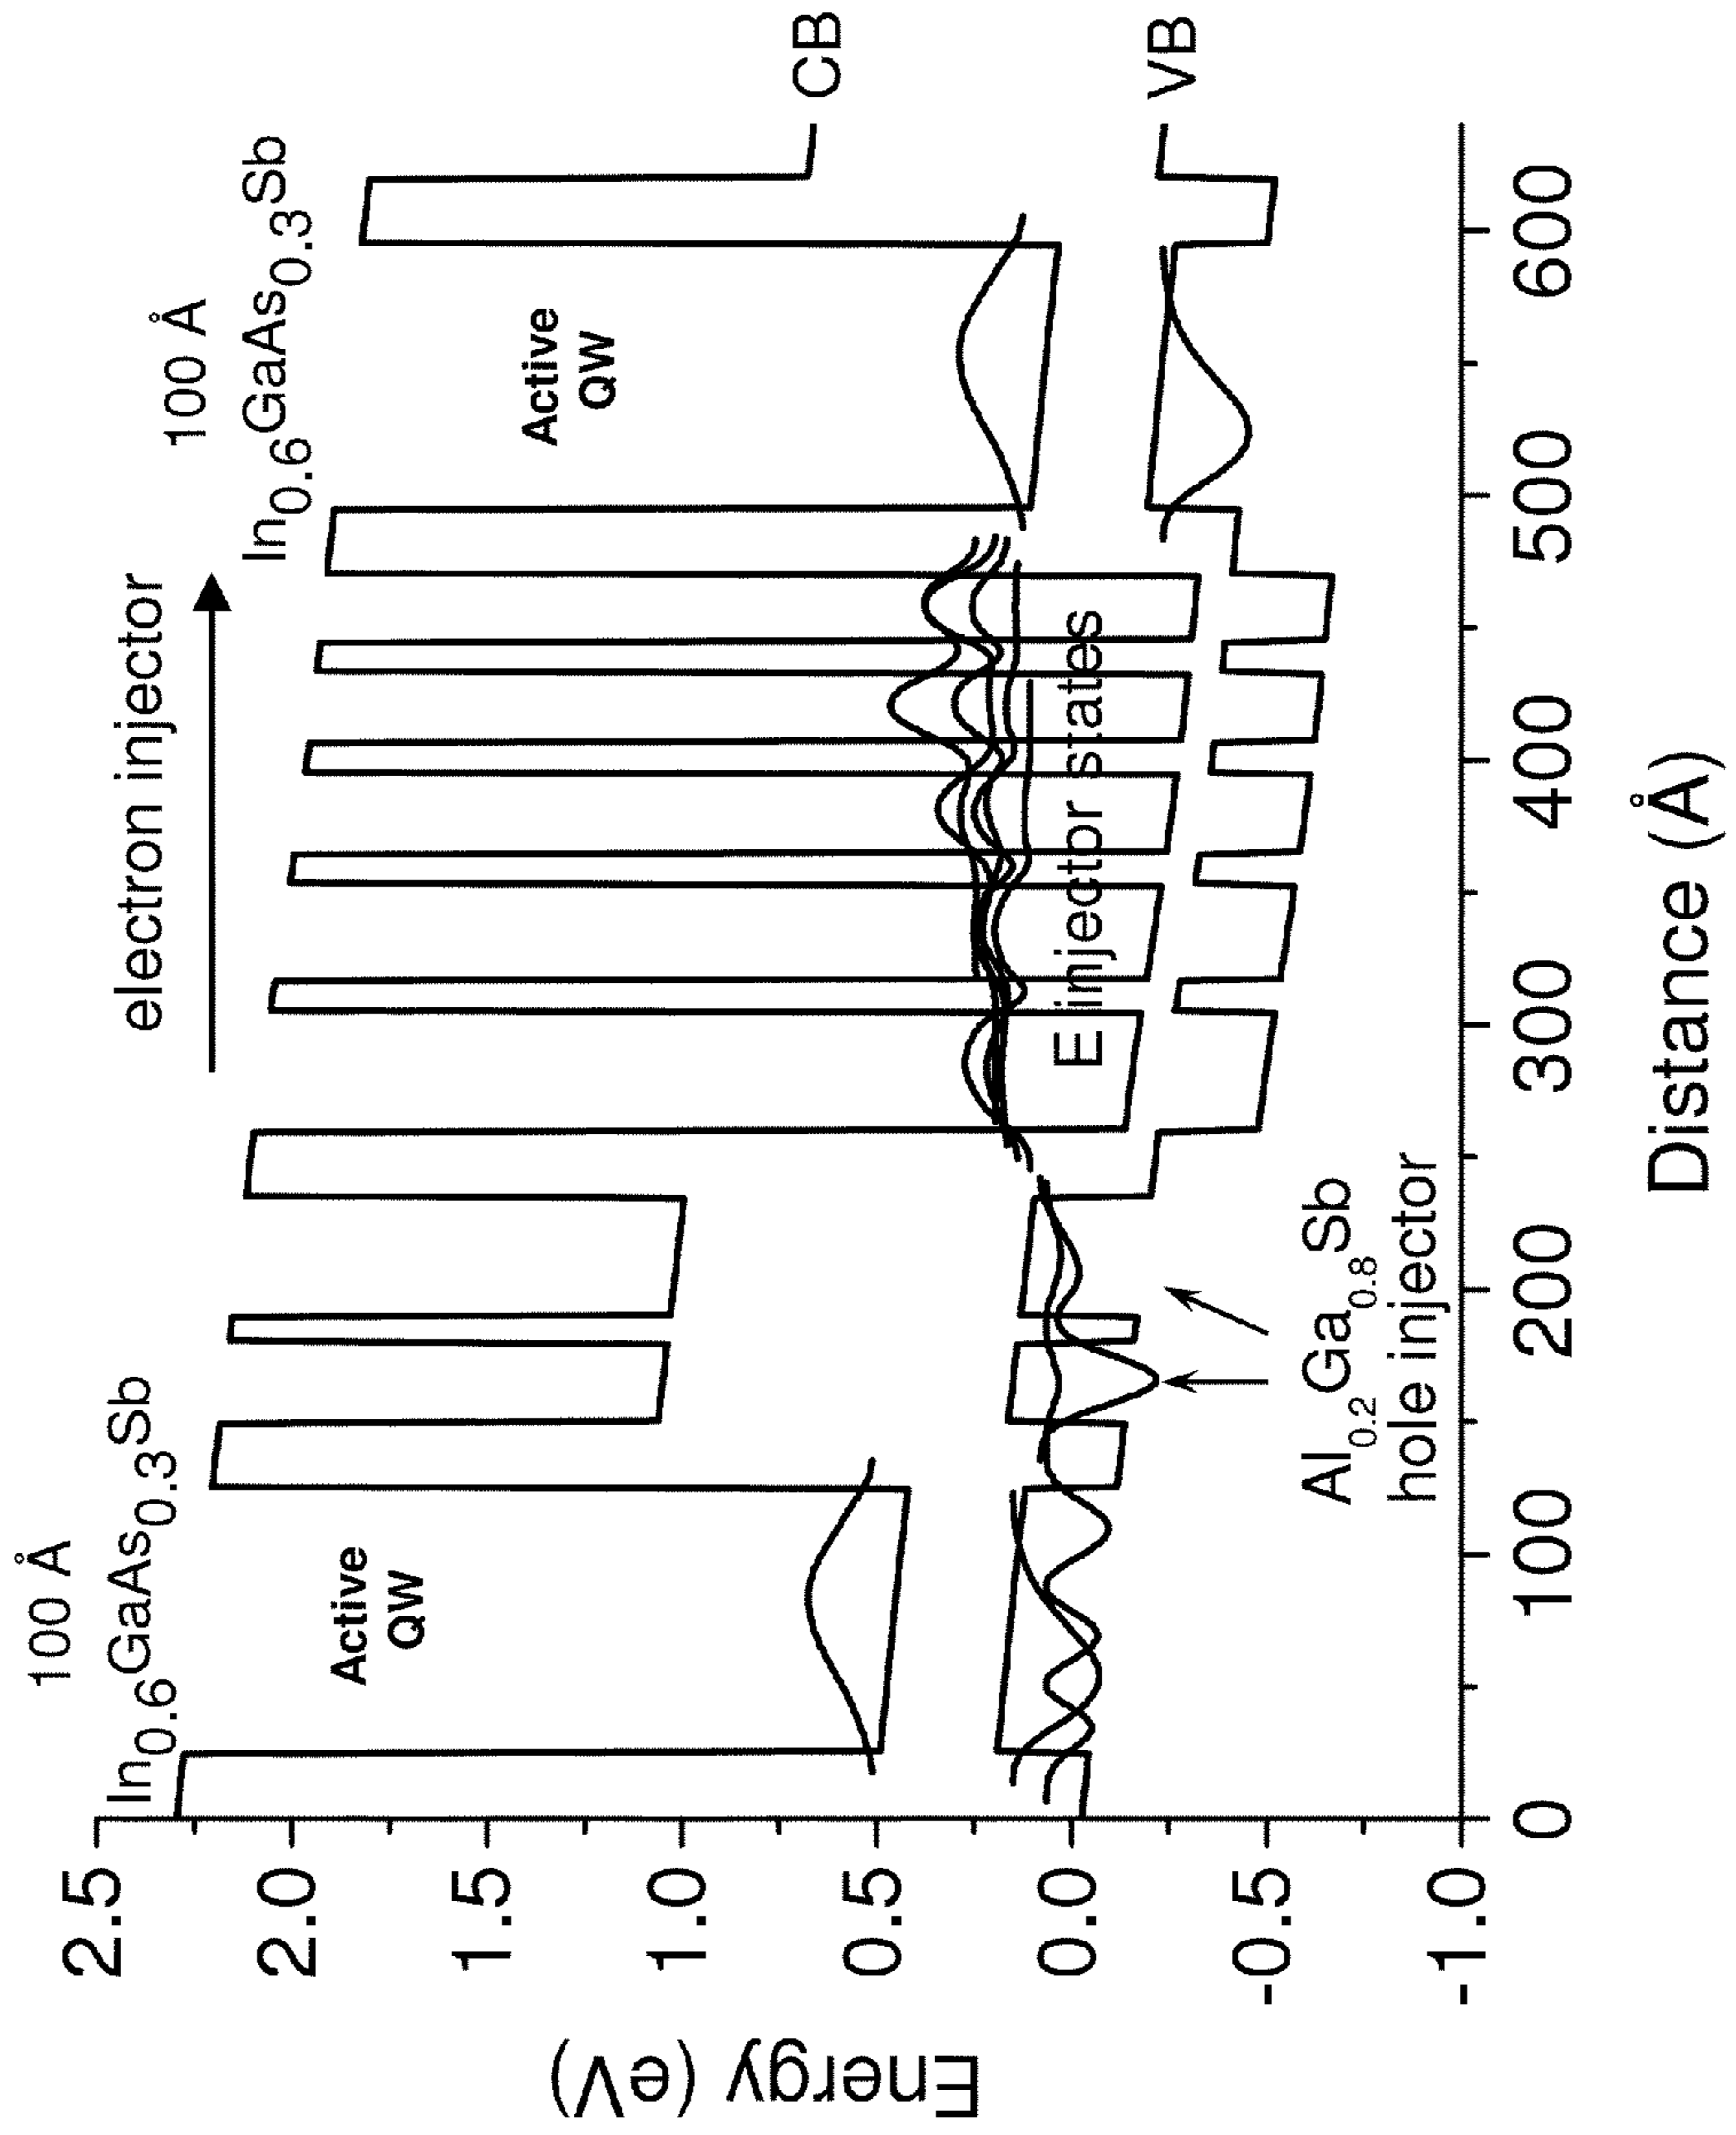 100 Å
In0.6GaAs0.3Sb
electron injector
100 Å
In0.6GaAs0.3Sb
Active
QW
Active
QW
CB
VB
E injector states
Al0.2Ga0.8Sb
hole injector
2.5
2.0
1.5
1.0
0.5
0.0
-0.5
-1.0
Energy (eV)
0
100
200
300
400
500
600
Distance (Å)